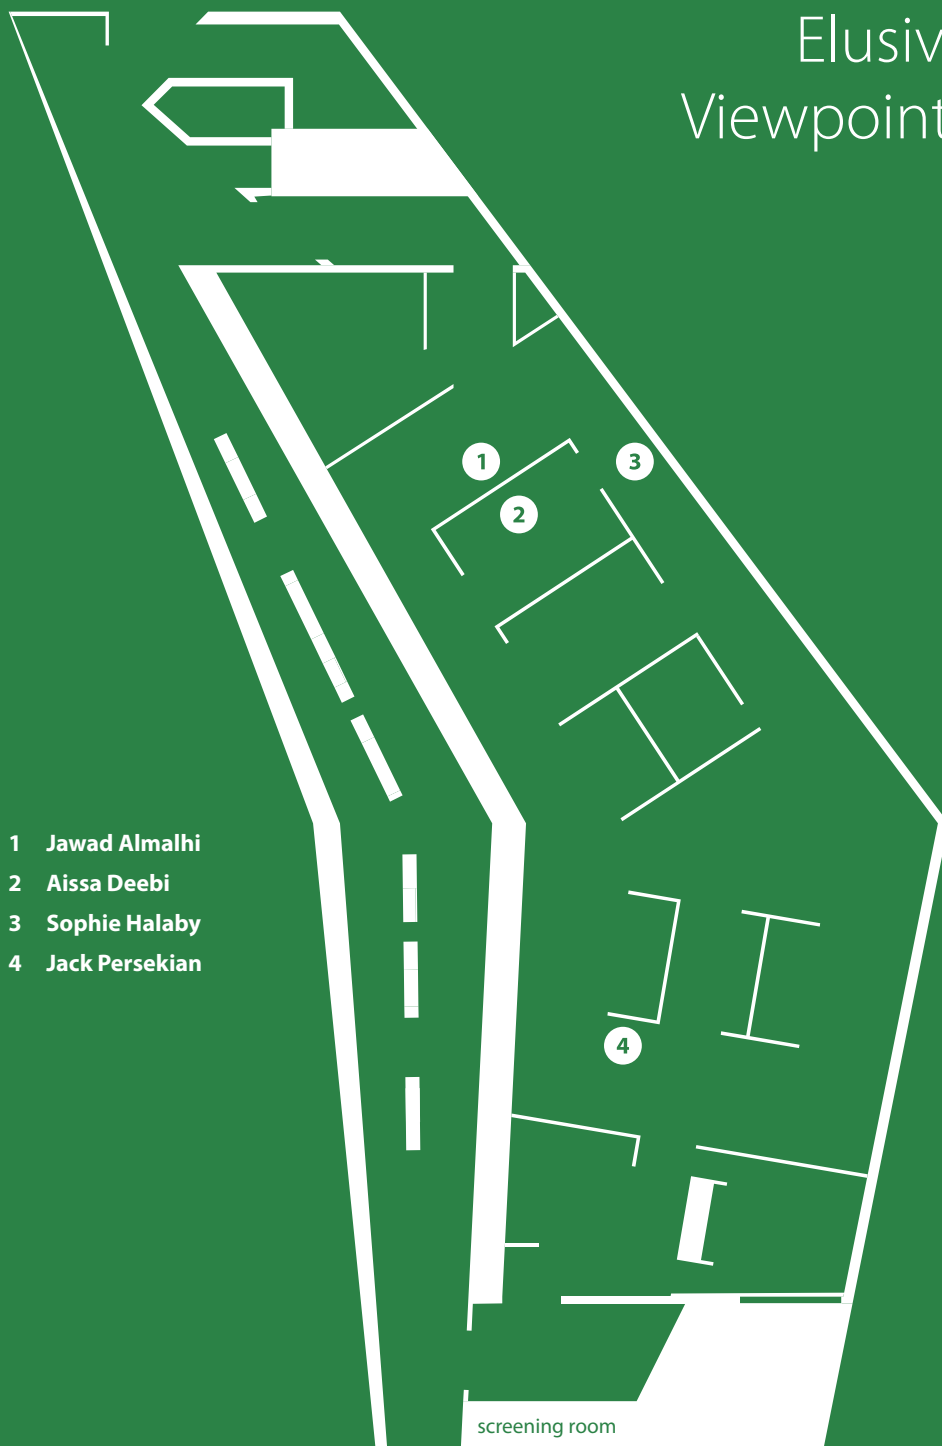 Elusiv
Viewpoint
1
3
2
1 Jawad Almalhi
2 Aissa Deebi
3 Sophie Halaby
4 Jack Persekian
4
screening room